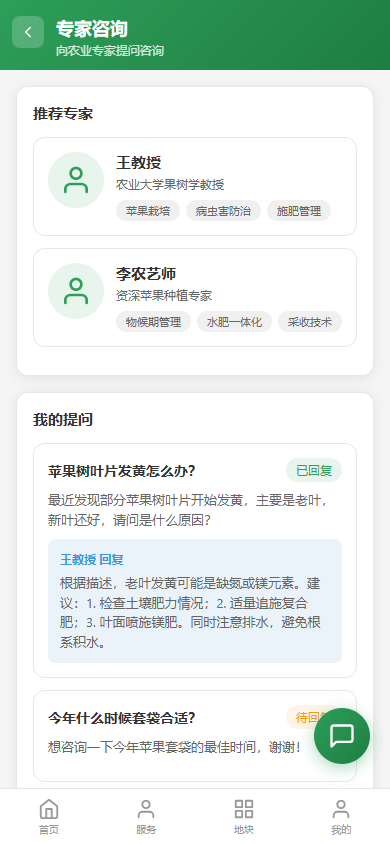 专家咨询
向农业专家提问咨询
推荐专家
王教授
农业大学果树学教授
苹果栽培 病虫害防治 施肥管理
李农艺师
资深苹果种植专家
物候期管理 水肥一体化 采收技术
我的提问
苹果树叶片发黄怎么办? 已回复
最近发现部分苹果树叶片开始发黄，主要是老叶，
新叶还好，请问是什么原因?
王教授 回复
根据描述，老叶发黄可能是缺氮或镁元素。建
议：1. 检查土壤肥力情况；2. 适量追施复合
肥；3. 叶面喷施镁肥。同时注意排水，避免根
系积水。
今年什么时候套袋合适? 待回
想咨询一下今年苹果套袋的最佳时间，谢谢!
首页 服务 地块 我的